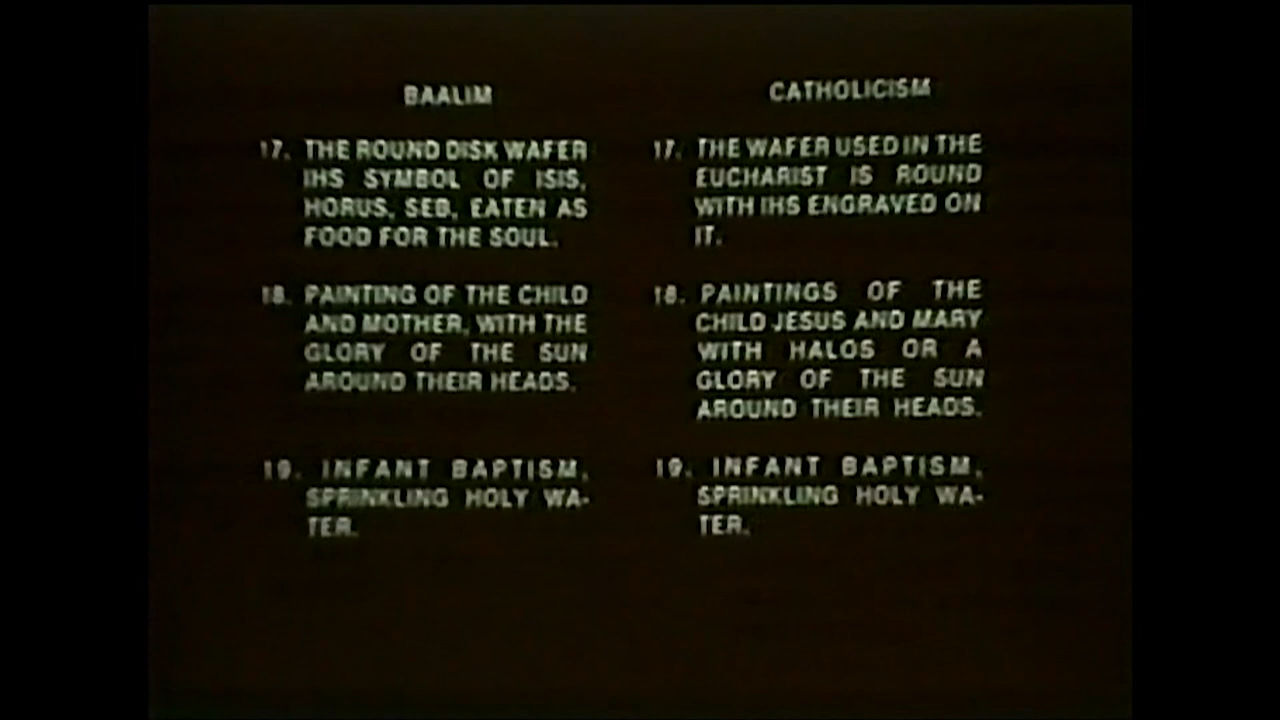 BAALIM
17. THE ROUND DISK WAFER
IHS SYMBOL OF ISIS,
HORUS, SEB, EATEN AS
FOOD FOR THE SOUL.
18. PAINTING OF THE CHILD
AND MOTHER, WITH THE
GLORY OF THE SUN
AROUND THEIR HEADS.
19. INFANT BAPTISM,
SPRINKLING HOLY WA-
TER.
CATHOLICISM
17. THE WAFER USED IN THE
EUCHARIST IS ROUND
WITH IHS ENGRAVED ON
IT.
18. PAINTINGS OF THE
CHILD JESUS AND MARY
WITH HALOS OR A
GLORY OF THE SUN
AROUND THEIR HEADS.
19. INFANT BAPTISM,
SPRINKLING HOLY WA-
TER.